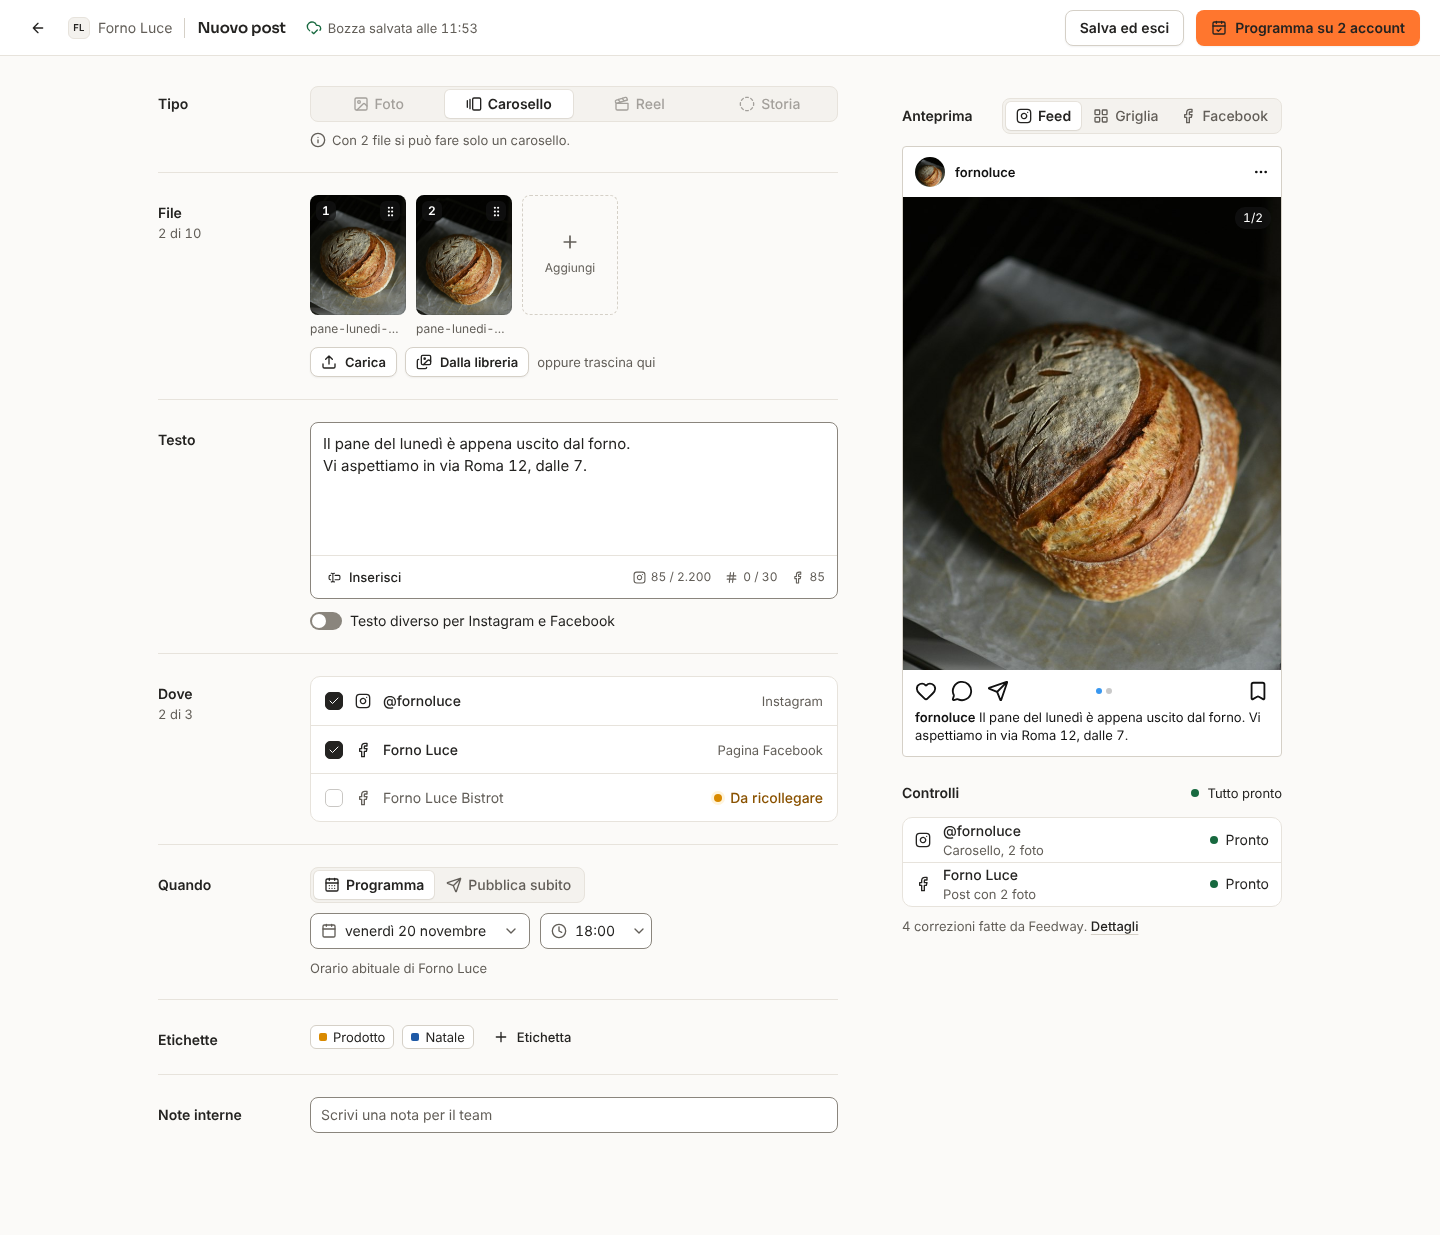 FL Forno Luce Nuovo post Bozza salvata alle 11:53 Salva ed esci Programma su 2 account
Tipo
Foto Carosello Reel Storia
Con 2 file si può fare solo un carosello.
File
2 di 10
1 2
Aggiungi
pane-lunedi-... pane-lunedi-...
Carica Dalla libreria oppure trascina qui
Testo
Il pane del lunedì è appena uscito dal forno.
Vi aspettiamo in via Roma 12, dalle 7.
Inserisci 85 / 2.200 # 0 / 30 85
Testo diverso per Instagram e Facebook
Dove
2 di 3
@fornoluce Instagram
Forno Luce Pagina Facebook
Forno Luce Bistrot Da ricollegare
Quando
Programma Pubblica subito
venerdì 20 novembre 18:00
Orario abituale di Forno Luce
Etichette Prodotto Natale + Etichetta
Note interne Scrivi una nota per il team
Anteprima Feed Griglia Facebook
fornoluce
1/2
fornoluce Il pane del lunedì è appena uscito dal forno. Vi
aspettiamo in via Roma 12, dalle 7.
Controlli Tutto pronto
@fornoluce
Carosello, 2 foto Pronto
Forno Luce
Post con 2 foto Pronto
4 correzioni fatte da Feedway. Dettagli